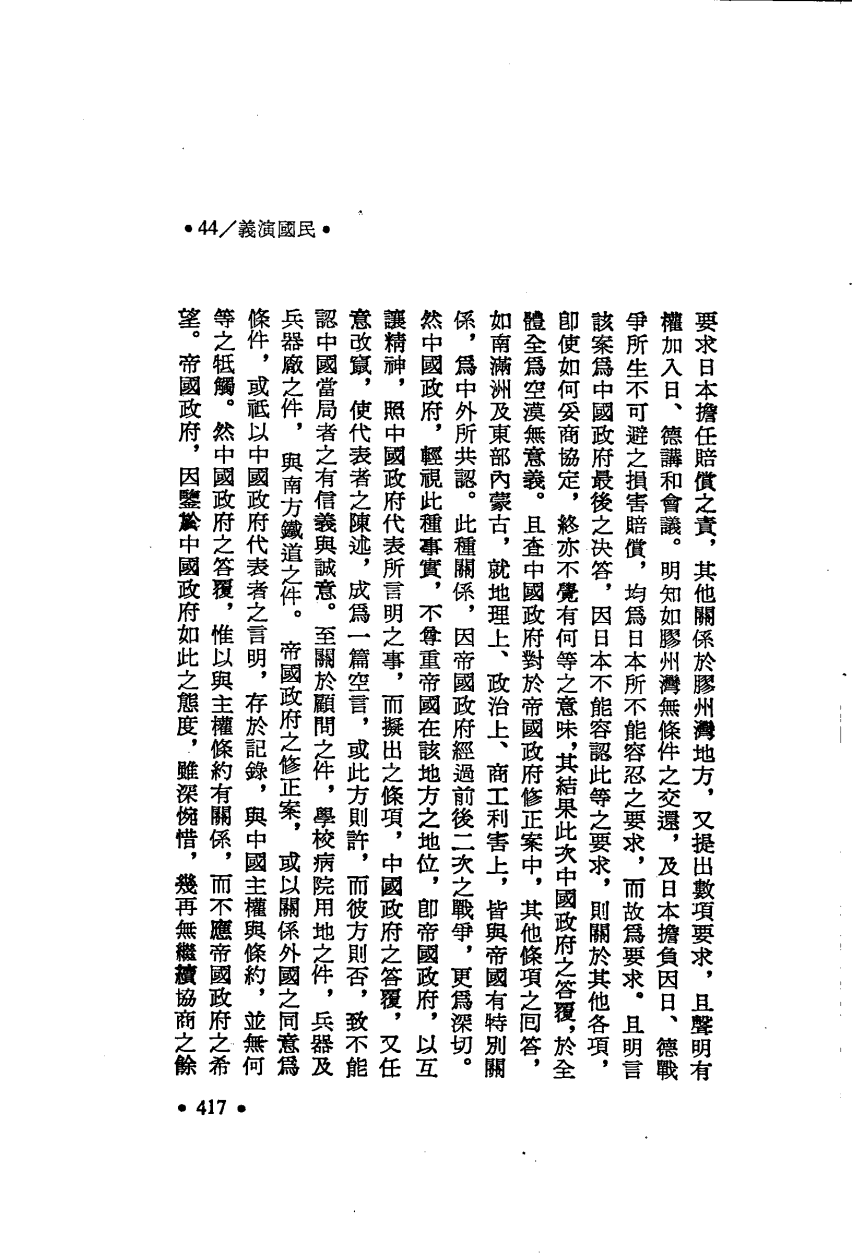 •44／義演國民•
要求日本擔任賠償之責，其他關係於膠州灣地方，又提出數項要求，且聲明有
權加入日、德講和會議。明知如膠州灣無條件之交還，及日本擔負因日、德戰
爭所生不可避之損害賠償，均爲日本所不能容忍之要求，而故爲要求。且明言
該案爲中國政府最後之決答，因日本不能容認此等之要求，則關於其他各項，
卽使如何妥商協定，終亦不覺有何等之意味，其結果此次中國政府之答覆，於全
體全爲空漠無意義。且查中國政府對於帝國政府修正案中，其他條項之回答，
如南滿洲及東部內蒙古，就地理上、政治上、商工利害上，皆與帝國有特別關
係，爲中外所共認。此種關係，因帝國政府經過前後二次之戰爭，更爲深切。
然中國政府，輕視此種事實，不尊重帝國在該地方之地位，卽帝國政府，以互
讓精神，照中國政府代表所言明之事，而擬出之條項，中國政府之答覆，又任
意改竄，使代表者之陳述，成爲一篇空言，或此方則許，而彼方則否，致不能
認中國當局者之有信義與誠意。至關於顧問之件，學校病院用地之件，兵器及
兵器廠之件，與南方鐵道之件。帝國政府之修正案，或以關係外國之同意爲
條件，或祗以中國政府代表者之言明，存於記錄，與中國主權與條約，並無何
等之牴觸。然中國政府之答覆，惟以與主權條約有關係，而不應帝國政府之希
望。帝國政府，因鑒於中國政府如此之態度，雖深惋惜，幾再無繼續協商之餘
•417•